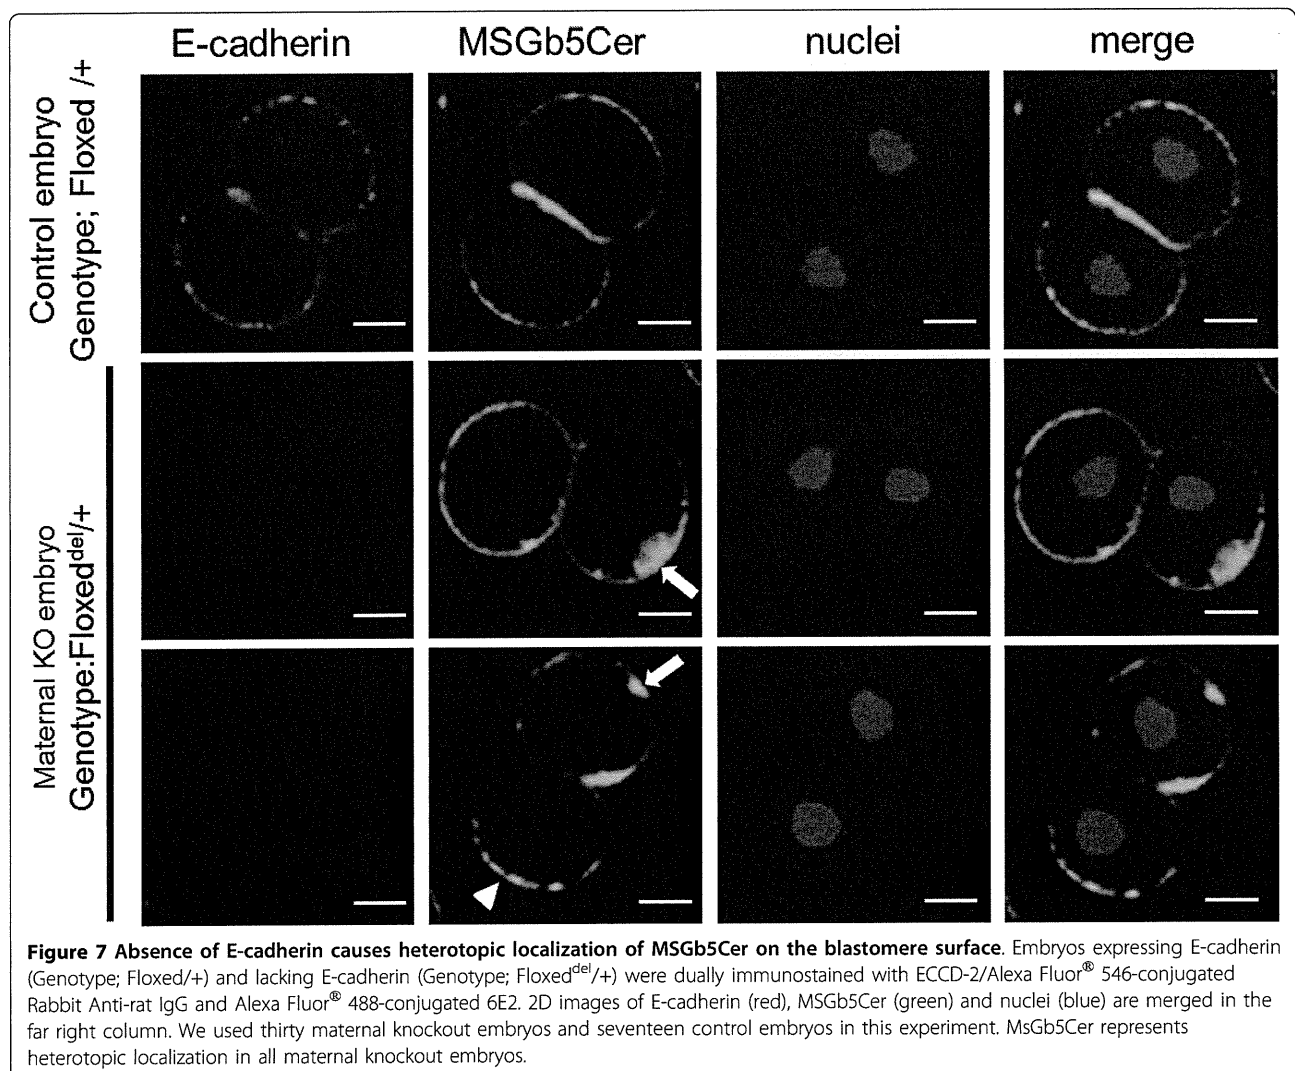 E-cadherin MSGb5Cer nuclei merge
Control embryo
Genotype; Floxed /+
Maternal KO embryo
Genotype:Floxed^del/+
Figure 7 Absence of E-cadherin causes heterotopic localization of MSGb5Cer on the blastomere surface. Embryos expressing E-cadherin
(Genotype; Floxed/+) and lacking E-cadherin (Genotype; Floxed^del/+) were dually immunostained with ECCD-2/Alexa Fluor® 546-conjugated
Rabbit Anti-rat IgG and Alexa Fluor® 488-conjugated 6E2. 2D images of E-cadherin (red), MSGb5Cer (green) and nuclei (blue) are merged in the
far right column. We used thirty maternal knockout embryos and seventeen control embryos in this experiment. MsGb5Cer represents
heterotopic localization in all maternal knockout embryos.